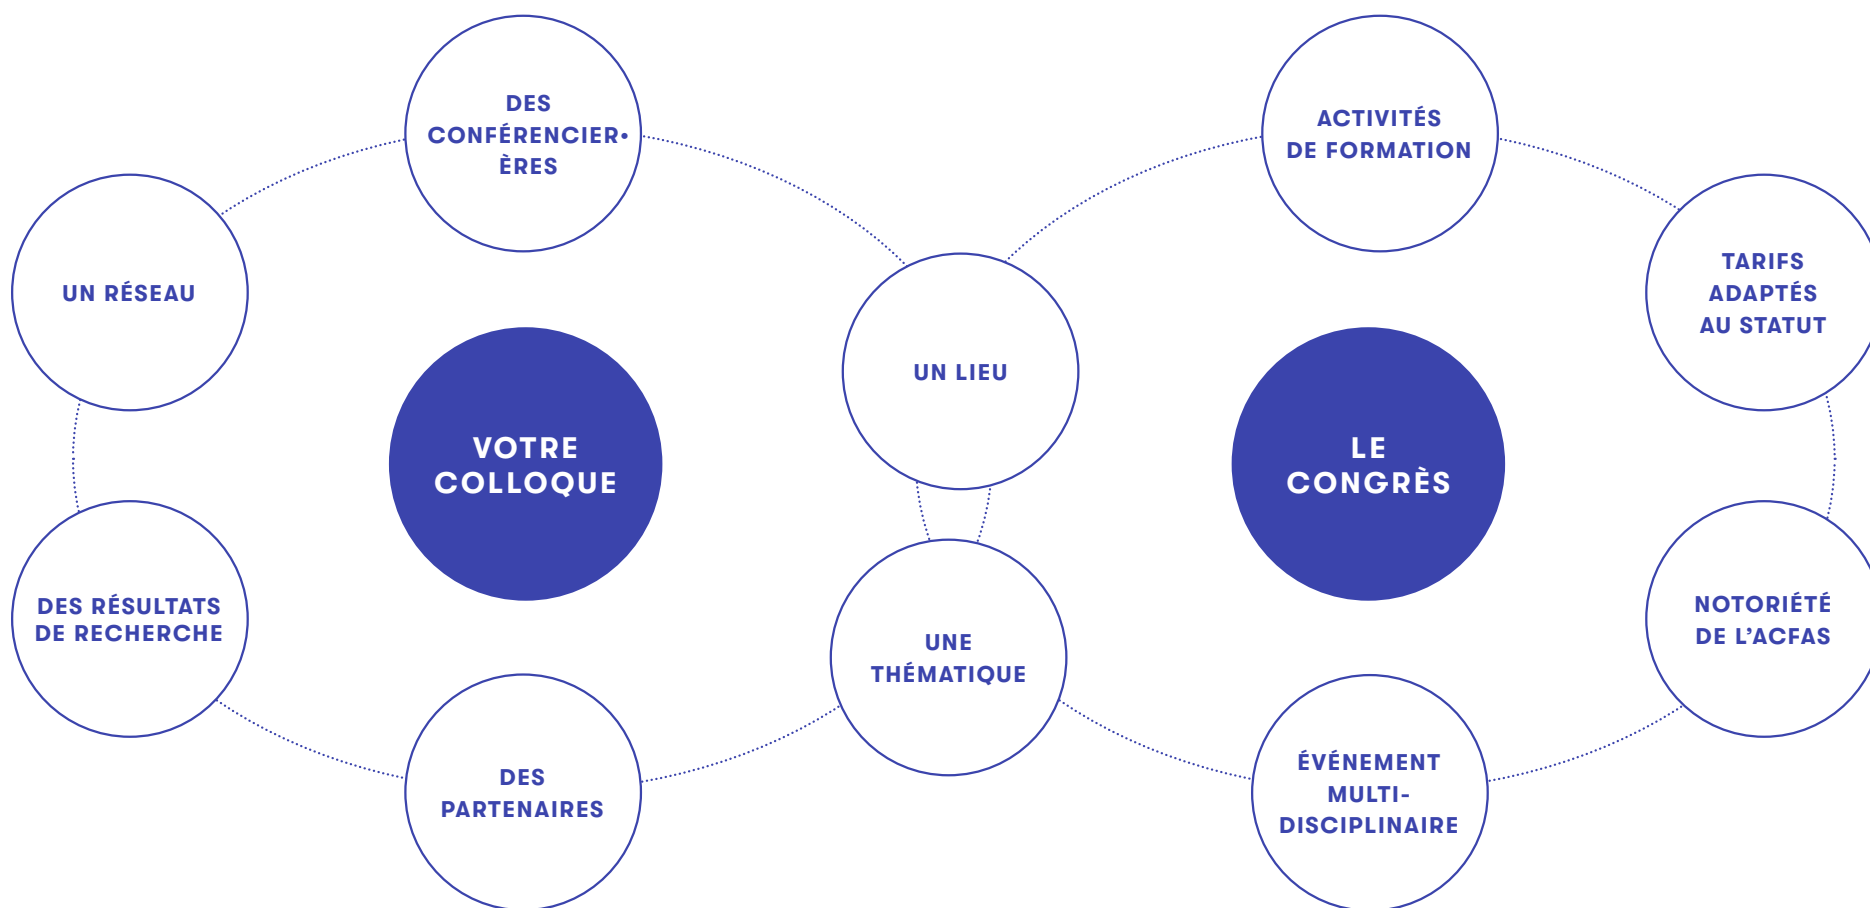 DES
CONFÉRENCIER•
ÈRES
UN RÉSEAU
VOTRE
COLLOQUE
DES RÉSULTATS
DE RECHERCHE
DES
PARTENAIRES
UN LIEU
UNE
THÉMATIQUE
ACTIVITÉS
DE FORMATION
TARIFS
ADAPTÉS
AU STATUT
LE
CONGRÈS
NOTORIÉTÉ
DE L’ACFAS
ÉVÉNEMENT
MULTI-
DISCIPLINAIRE